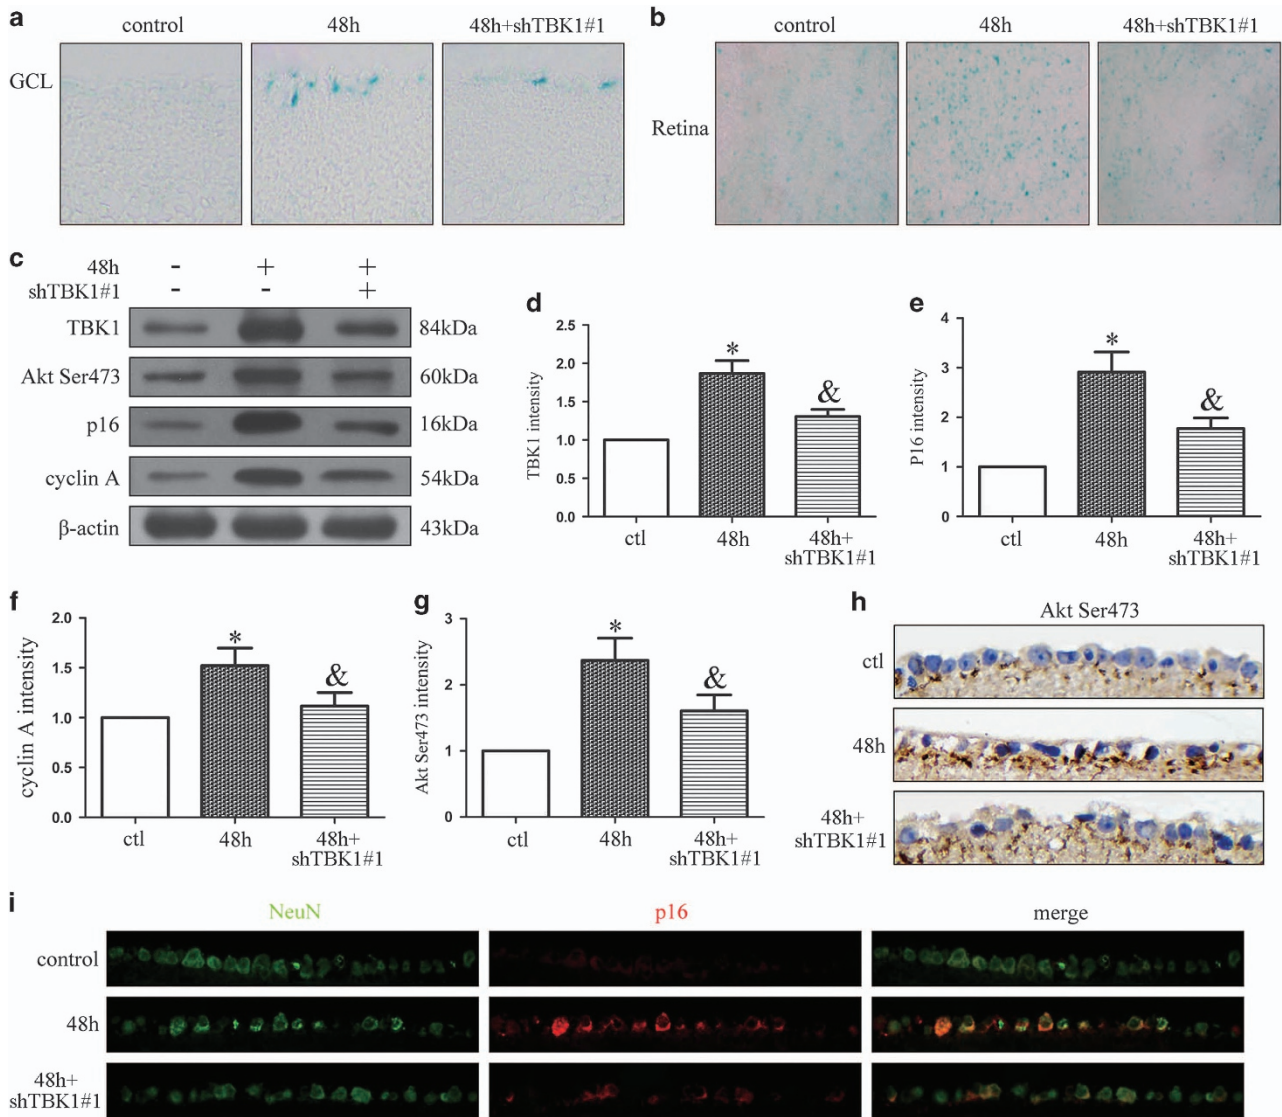 a
control 48h 48h+shTBK1#1
GCL
b
control 48h 48h+shTBK1#1
Retina
c
48h - + +
shTBK1#1 - - +
TBK1 84kDa
Akt Ser473 60kDa
p16 16kDa
cyclin A 54kDa
β-actin 43kDa
d
TBK1 intensity
2.5
2.0
1.5
1.0
0.5
0.0
*
&
ctl 48h 48h+
shTBK1#1
e
P16 intensity
4
3
2
1
0
*
&
ctl 48h 48h+
shTBK1#1
f
cyclin A intensity
2.0
1.5
1.0
0.5
0.0
*
&
ctl 48h 48h+
shTBK1#1
g
Akt Ser473 intensity
3
2
1
0
*
&
ctl 48h 48h+
shTBK1#1
h
Akt Ser473
ctl
48h
48h+
shTBK1#1
i
NeuN p16 merge
control
48h
48h+
shTBK1#1